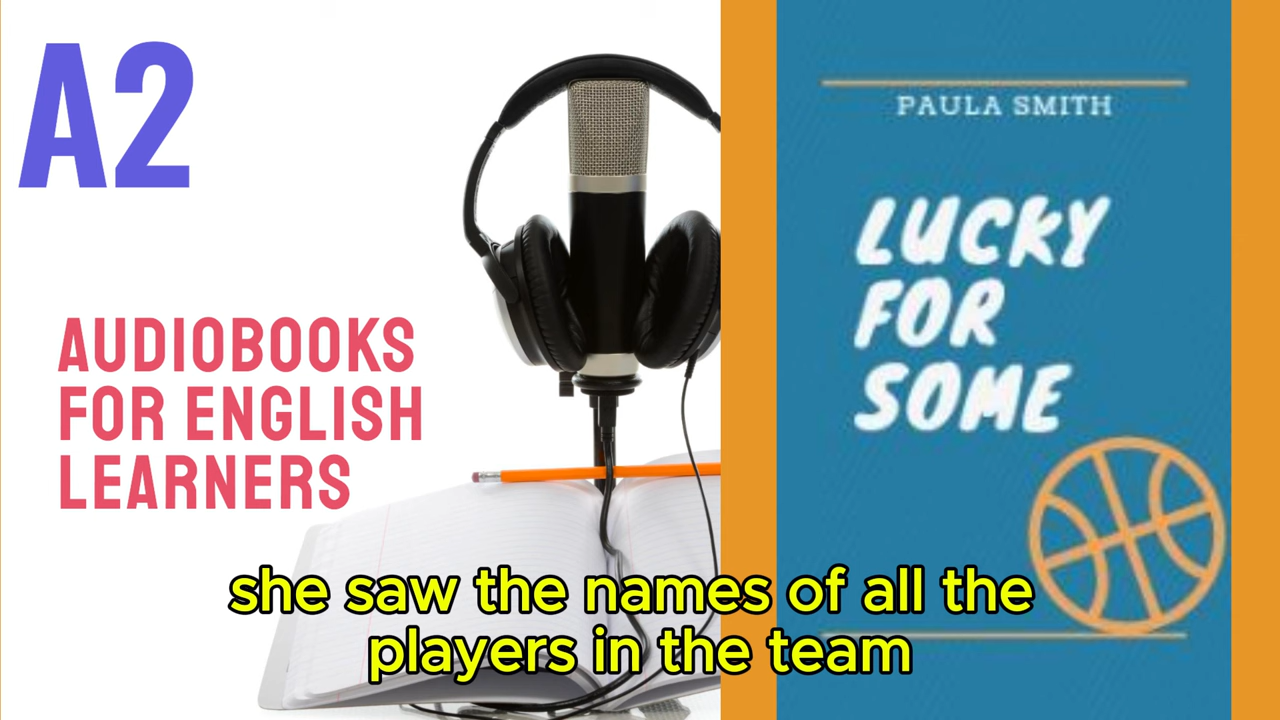 A2
AUDIOBOOKS
FOR ENGLISH
LEARNERS
PAULA SMITH
LUCKY
FOR
SOME
she saw the names of all the
players in the team